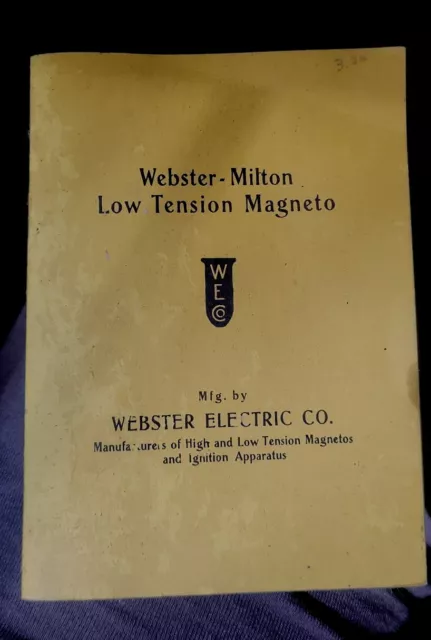 Webster-Milton
Low Tension Magneto
W
E
CO
Mfg. by
WEBSTER ELECTRIC CO.
Manufacturers of High and Low Tension Magnetos
and Ignition Apparatus